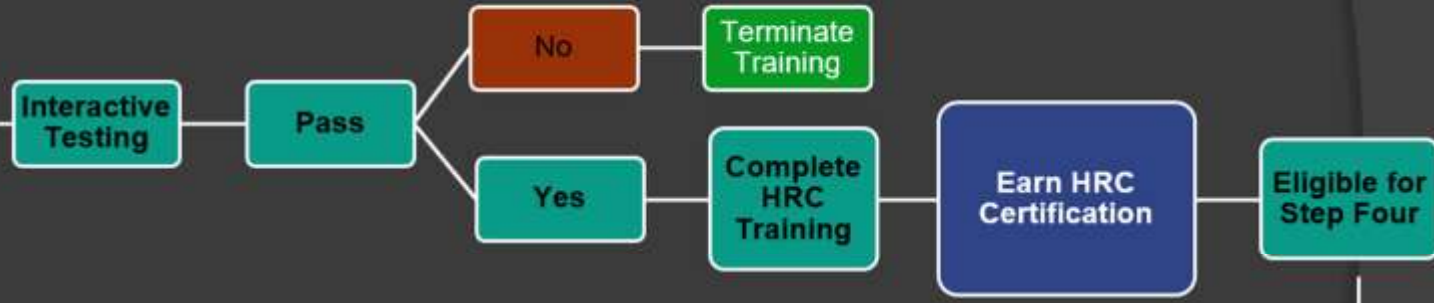 Interactive
Testing
Pass
No
Terminate
Training
Yes
Complete
HRC
Training
Earn HRC
Certification
Eligible for
Step Four